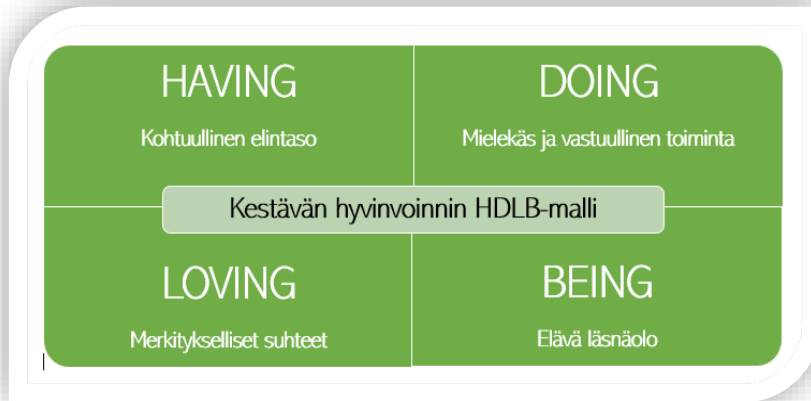 HAVING
Kohtuullinen elintaso
DOING
Mielekäs ja vastuullinen toiminta
Kestävän hyvinvoinnin HDLB-malli
LOVING
Merkitykselliset suhteet
BEING
Elävä läsnäolo